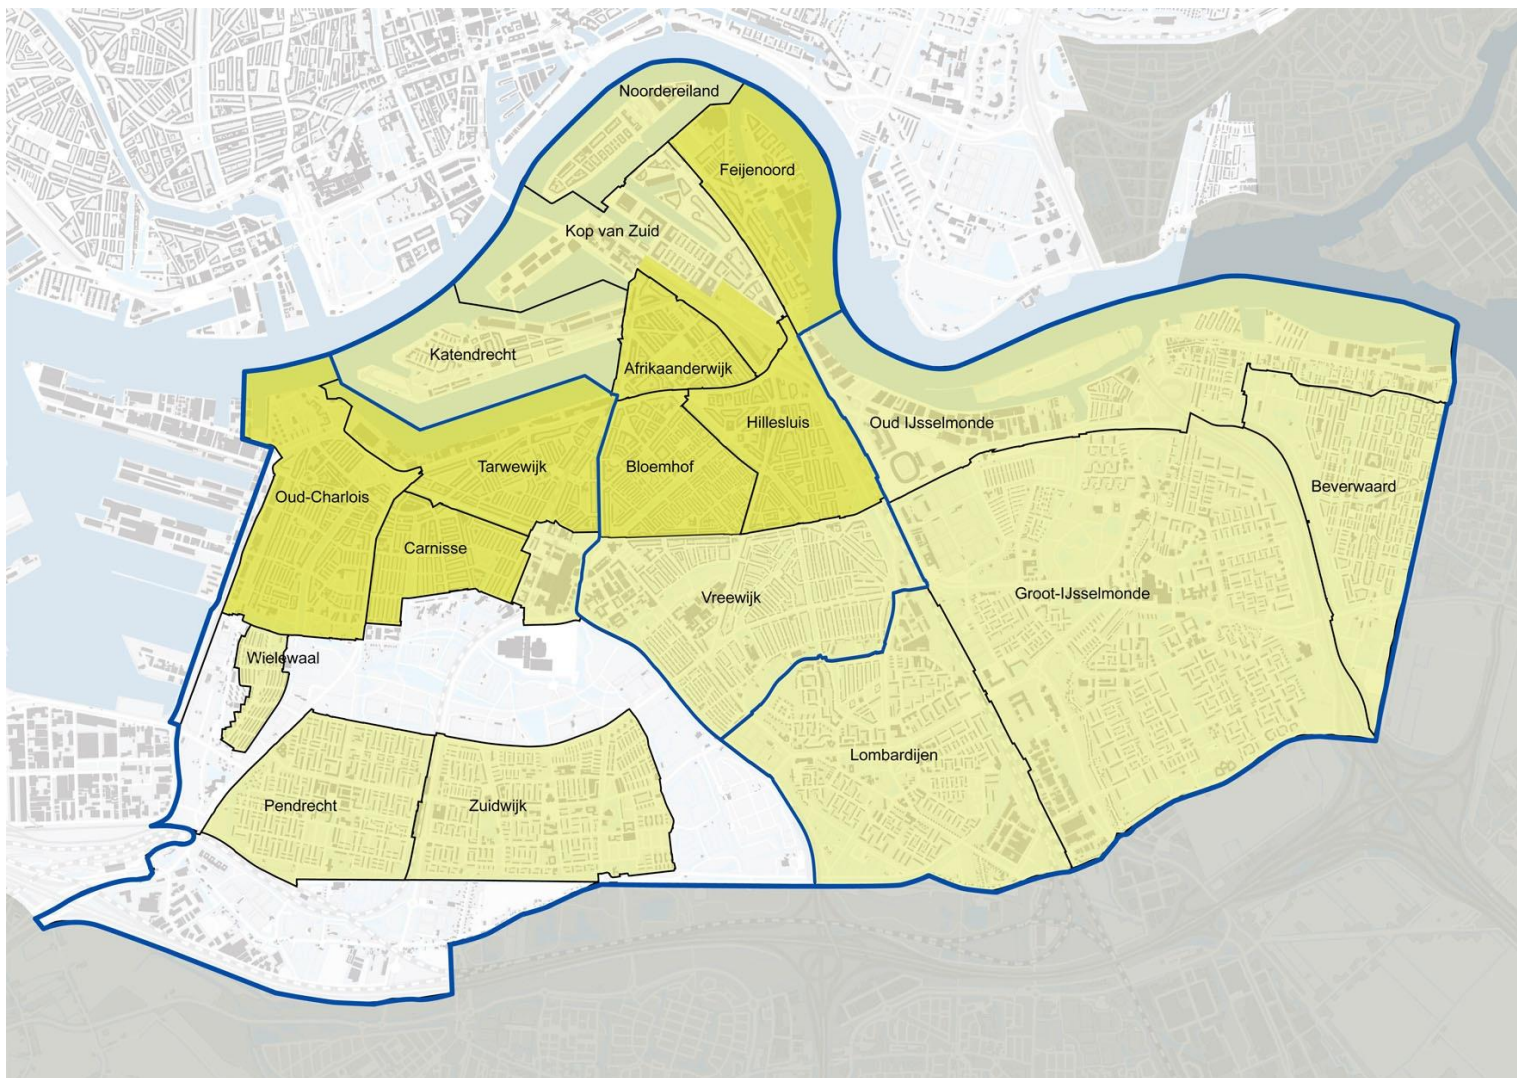 Noordereiland
Feijenoord
Kop van Zuid
Katendrecht
Afrikaanderwijk
Hillesluis
Oud IJsselmonde
Tarwewijk
Bloemhof
Beverwaard
Oud-Charlois
Carnisse
Vreewijk
Groot-IJsselmonde
Wielewaal
Lombardijen
Pendrecht
Zuidwijk